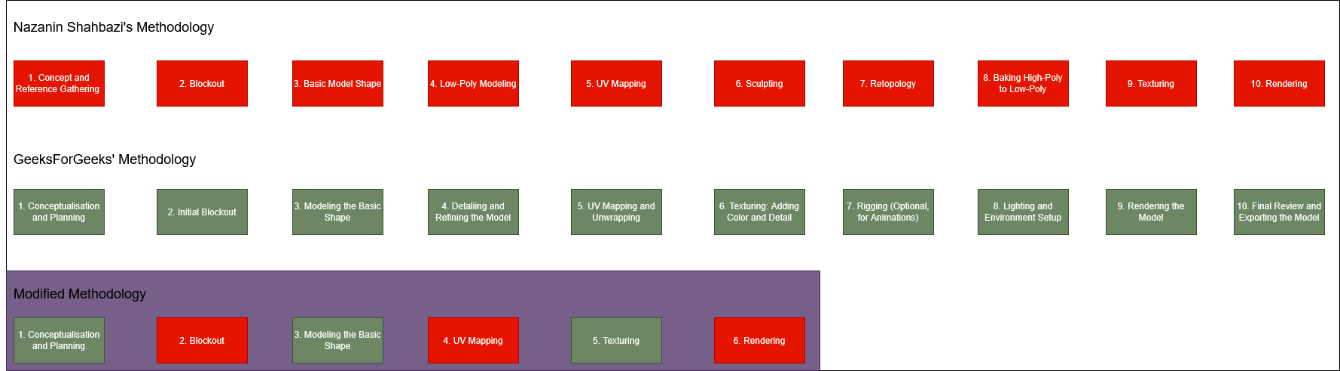 Nazanin Shahbazi's Methodology
1. Concept and
Reference Gathering
2. Blockout
3. Basic Model Shape
4. Low-Poly Modeling
5. UV Mapping
6. Sculpting
7. Retopology
8. Baking High-Poly
to Low-Poly
9. Texturing
10. Rendering
GeeksForGeeks' Methodology
1. Conceptualisation
and Planning
2. Initial Blockout
3. Modeling the Basic
Shape
4. Detaliing and
Refining the Model
5. UV Mapping and
Unwrapping
6. Texturing: Adding
Color and Detail
7. Rigging (Optional,
for Animations)
8. Lighting and
Environment Setup
9. Rendering the
Model
10. Final Review and
Exporting the Model
Modified Methodology
1. Conceptualisation
and Planning
2. Blockout
3. Modeling the Basic
Shape
4. UV Mapping
5. Texturing
6. Rendering